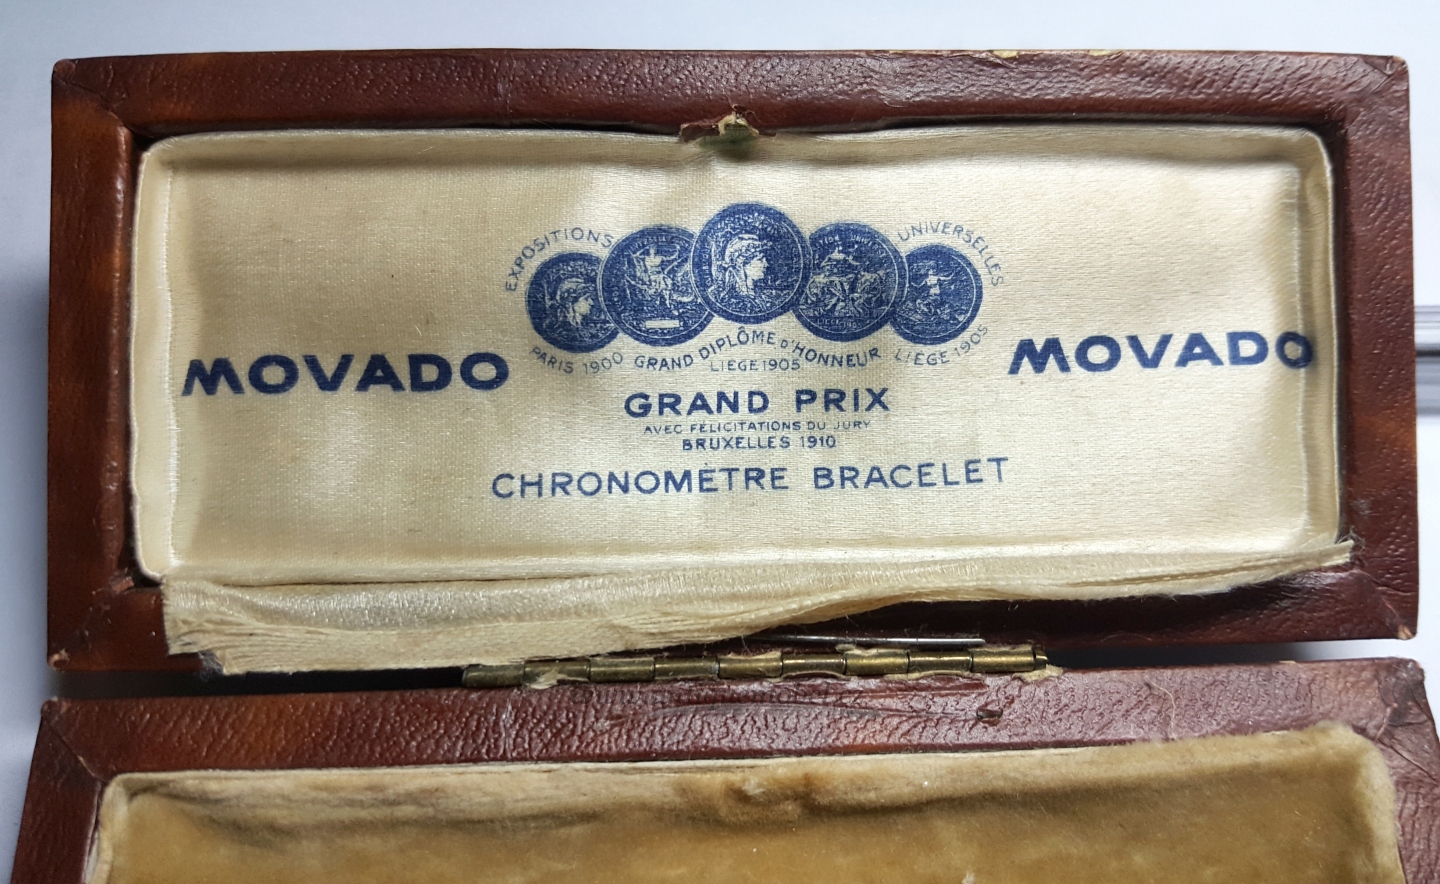 EXPOSITIONS UNIVERSELLES
PARIS 1900 GRAND DIPLÔME D'HONNEUR LIEGE 1905
LIEGE 1905
MOVADO MOVADO
GRAND PRIX
AVEC FÉLICITATIONS DU JURY
BRUXELLES 1910
CHRONOMÈTRE BRACELET